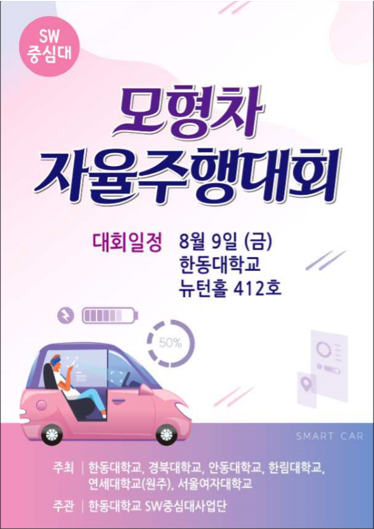 SW
중심대
모형차
자율주행대회
대회일정 8월 9일 (금)
한동대학교
뉴턴홀 412호
50%
SMART CAR
주최 | 한동대학교, 경북대학교, 안동대학교, 한림대학교,
연세대학교(원주), 서울여자대학교
주관 | 한동대학교 SW중심대사업단